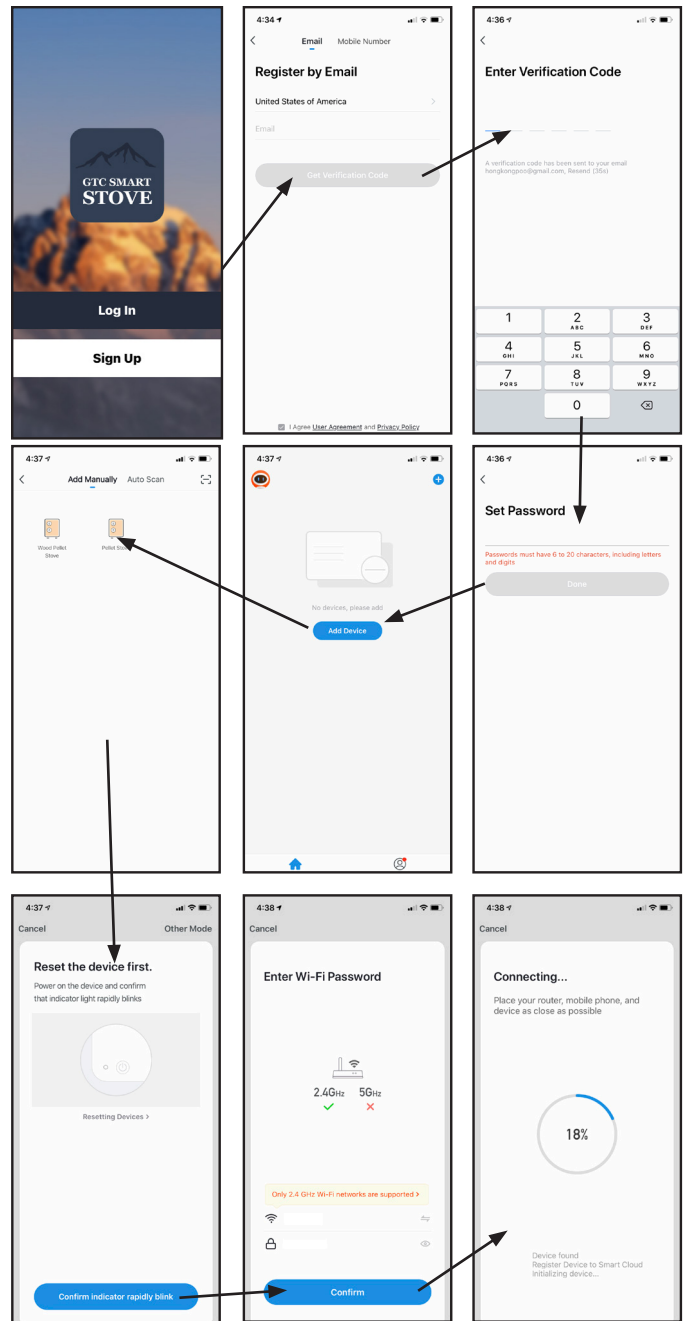 GTC SMART
STOVE
Log In
Sign Up
4:34
Email Mobile Number
Register by Email
United States of America
Email
Get Verification Code
I Agree User Agreement and Privacy Policy
4:36
Enter Verification Code
A verification code has been sent to your email
hongkongpoo@gmail.com, Resend (36s)
1 2 3
ABC DEF
4 5 6
GHI JKL MNO
7 8 9
PQRS TUV WXYZ
0
4:37
Add Manually Auto Scan
Wood Pellet
Stove
Pellet Stove
4:37
No devices, please add
Add Device
4:36
Set Password
Passwords must have 6 to 20 characters, including letters
and digits
Done
4:37
Cancel Other Mode
Reset the device first.
Power on the device and confirm
that indicator light rapidly blinks
Resetting Devices >
Confirm indicator rapidly blink
4:38
Cancel
Enter Wi-Fi Password
2.4GHz 5GHz
Only 2.4 GHz Wi-Fi networks are supported >
Confirm
4:38
Cancel
Connecting...
Place your router, mobile phone, and
device as close as possible
18%
Device found
Register Device to Smart Cloud
Initializing device...